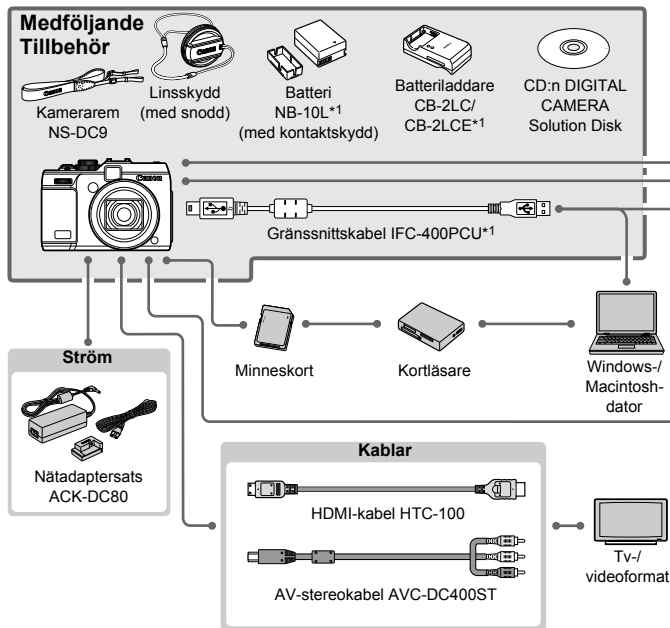 Medföljande
Tillbehör
Kamerarem
NS-DC9
Linsskydd
(med snodd)
Batteri
NB-10L*1
(med kontaktskydd)
Batteriladdare
CB-2LC/
CB-2LCE*1
CD:n DIGITAL
CAMERA
Solution Disk
Canon
Gränssnittskabel IFC-400PCU*1
Minneskort
Kortläsare
Windows-/
Macintosh-
dator
Ström
Nätadaptersats
ACK-DC80
Kablar
HDMI-kabel HTC-100
AV-stereokabel AVC-DC400ST
Tv-/
videoformat